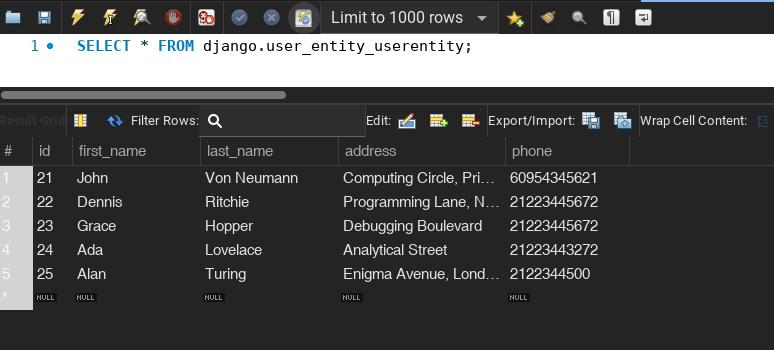 Limit to 1000 rows
1 SELECT * FROM django.user_entity_userentity;
Result Grid Filter Rows: Edit: Export/Import: Wrap Cell Content:
# id first_name last_name address phone
1 21 John Von Neumann Computing Circle, Pri... 60954345621
2 22 Dennis Ritchie Programming Lane, N... 21223445672
3 23 Grace Hopper Debugging Boulevard 21223445672
4 24 Ada Lovelace Analytical Street 21223443272
5 25 Alan Turing Enigma Avenue, Lond... 2122344500
* NULL NULL NULL NULL NULL